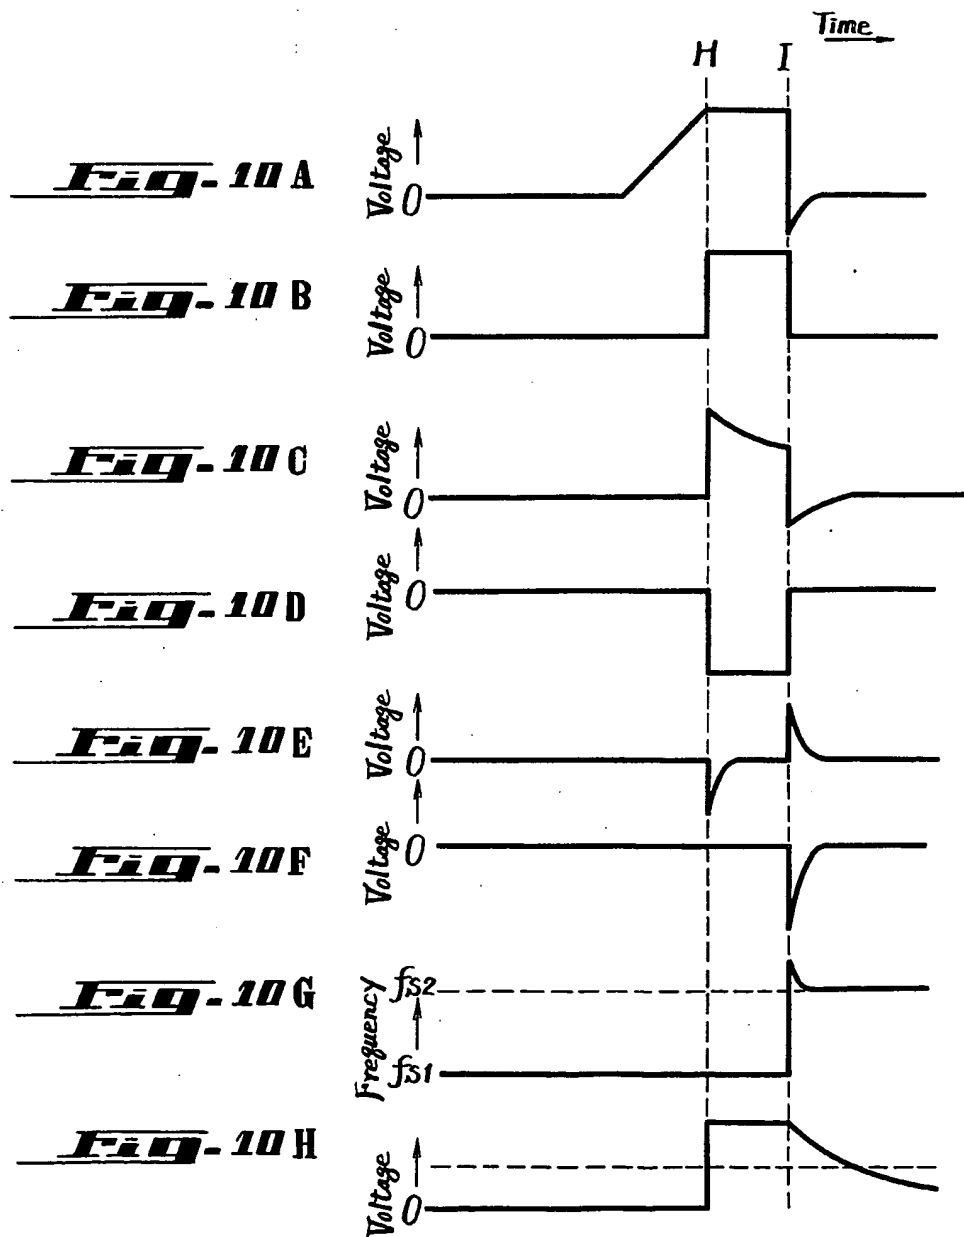 Time
H I
Fig. 10 A
Voltage
0
Fig. 10 B
Voltage
0
Fig. 10 C
Voltage
0
Fig. 10 D
Voltage
0
Fig. 10 E
Voltage
0
Fig. 10 F
Voltage
0
Fig. 10 G
Frequency
fS2
fS1
Fig. 10 H
Voltage
0